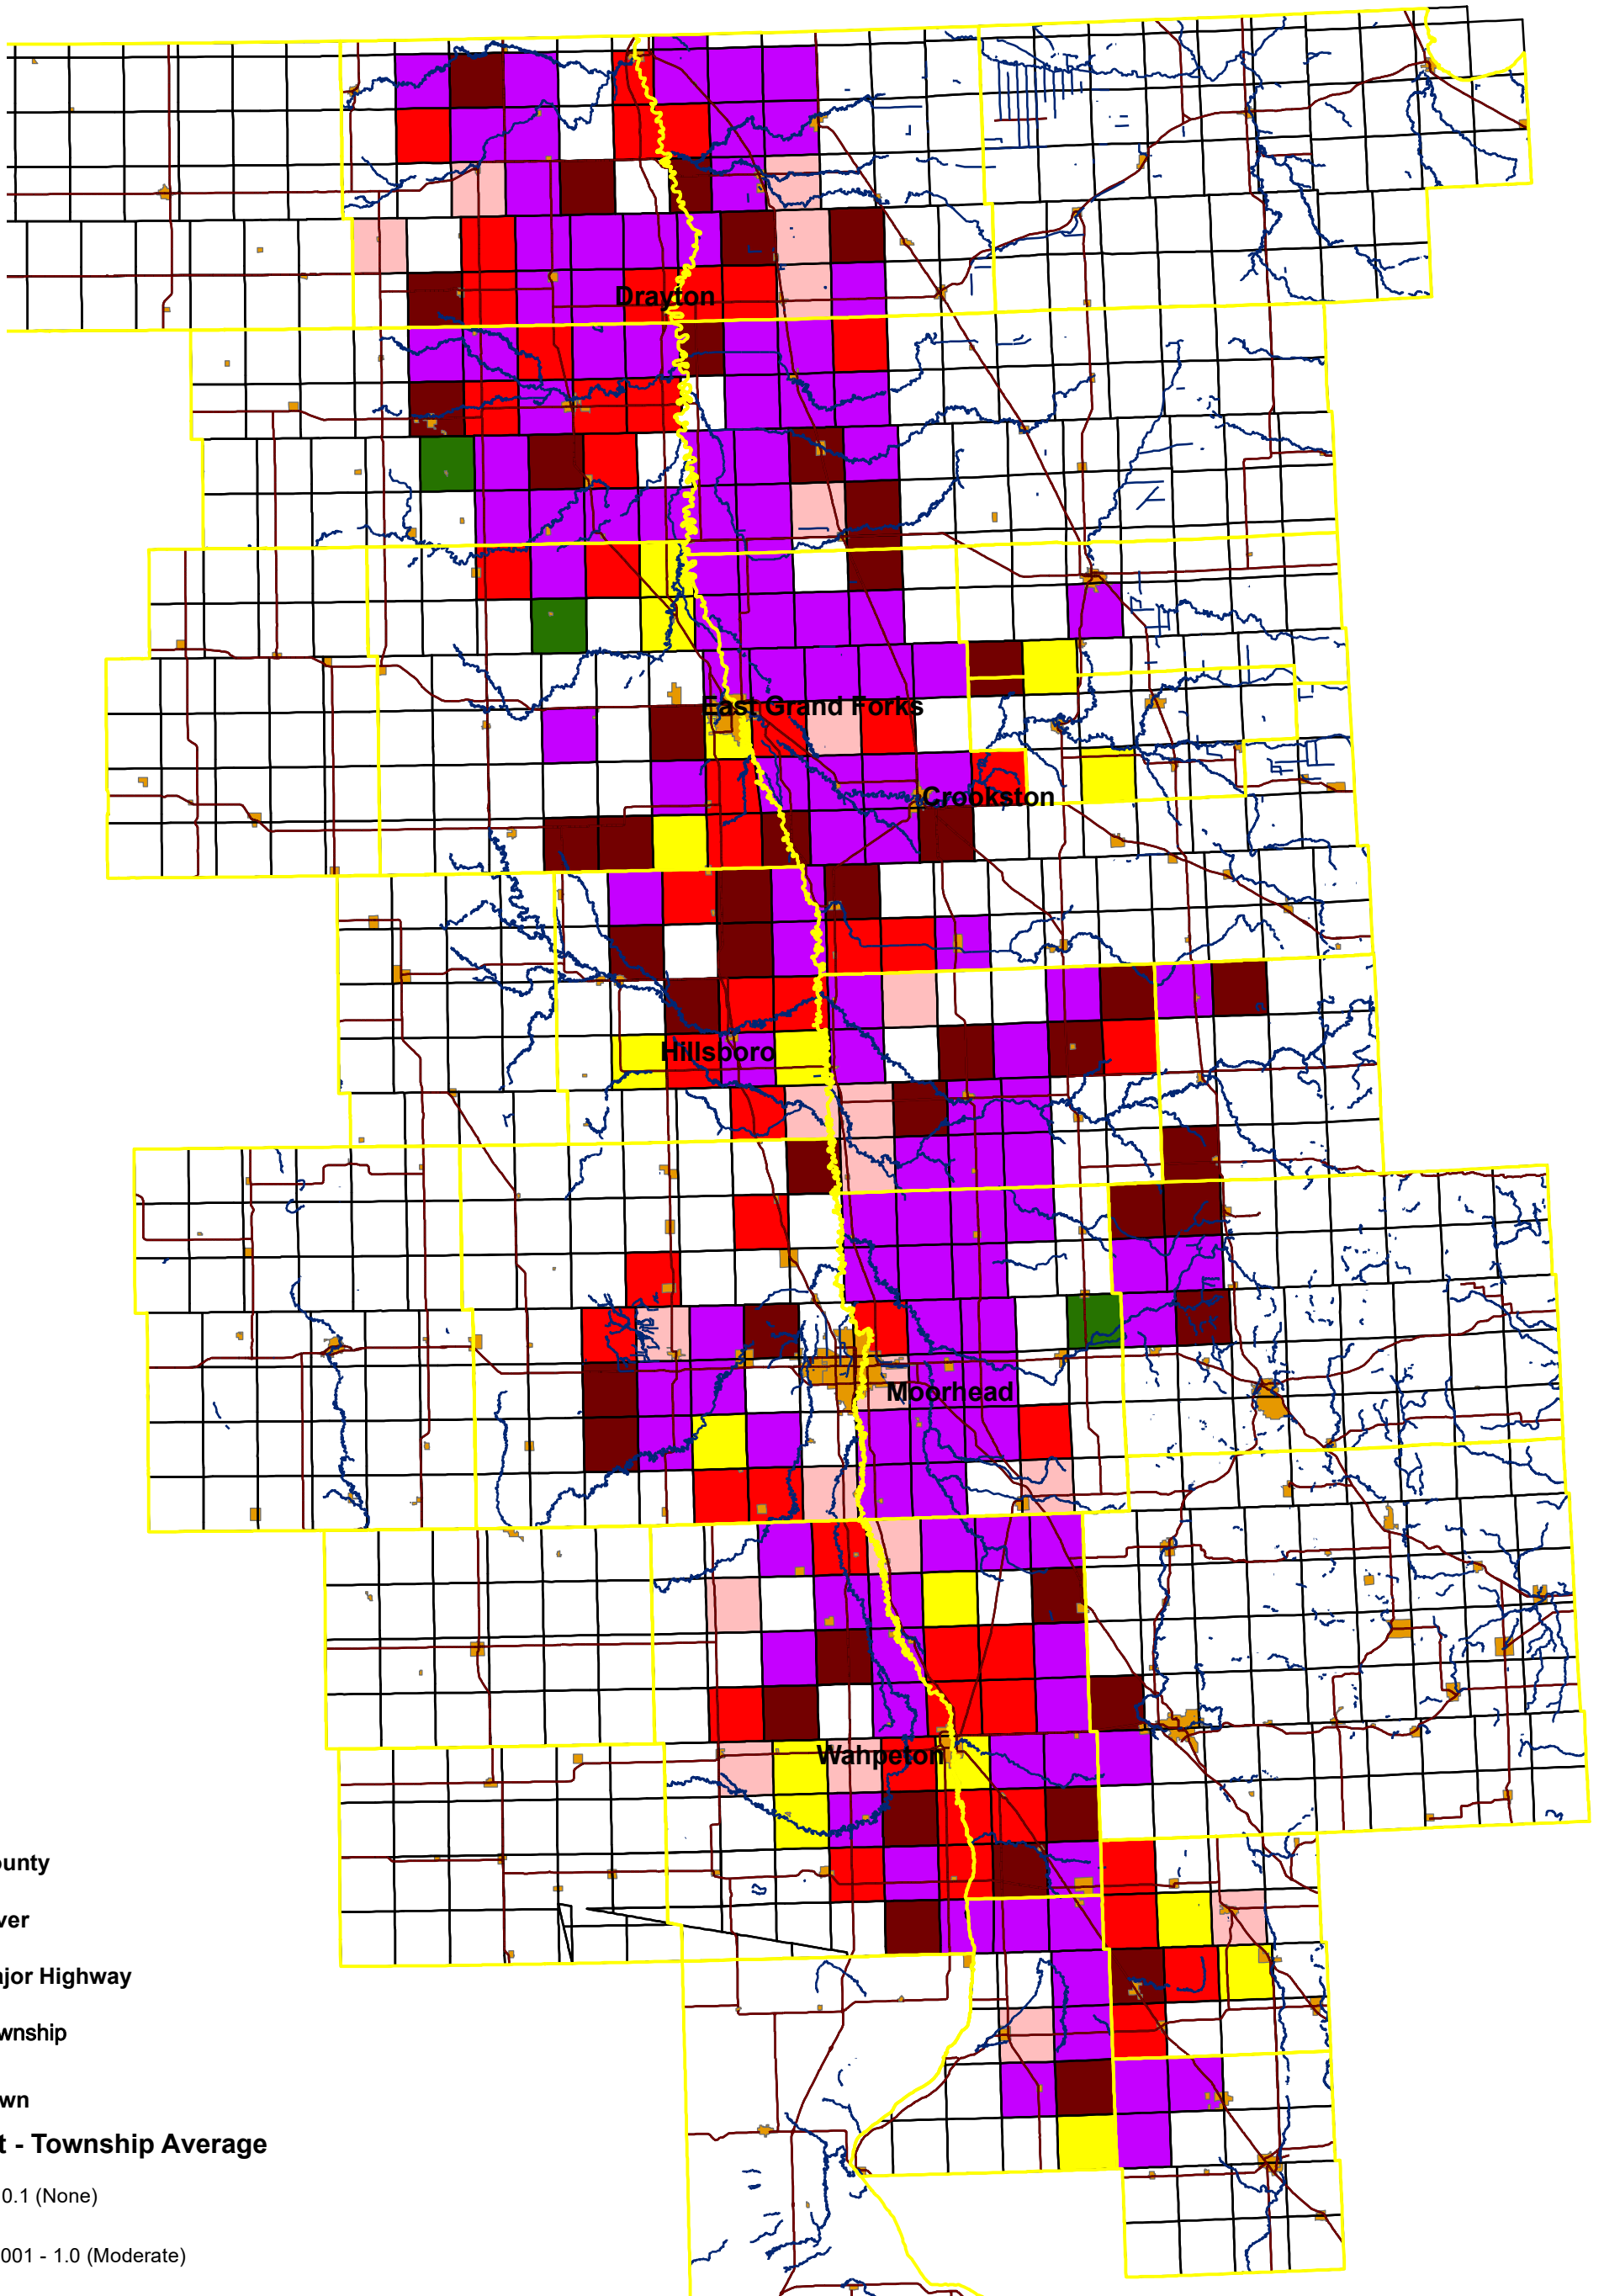 Drayton
East Grand Forks
Crookston
Hillsboro
Moorhead
Wahpeton
ounty
ver
ajor Highway
wnship
wn
t - Township Average
0.1 (None)
001 - 1.0 (Moderate)